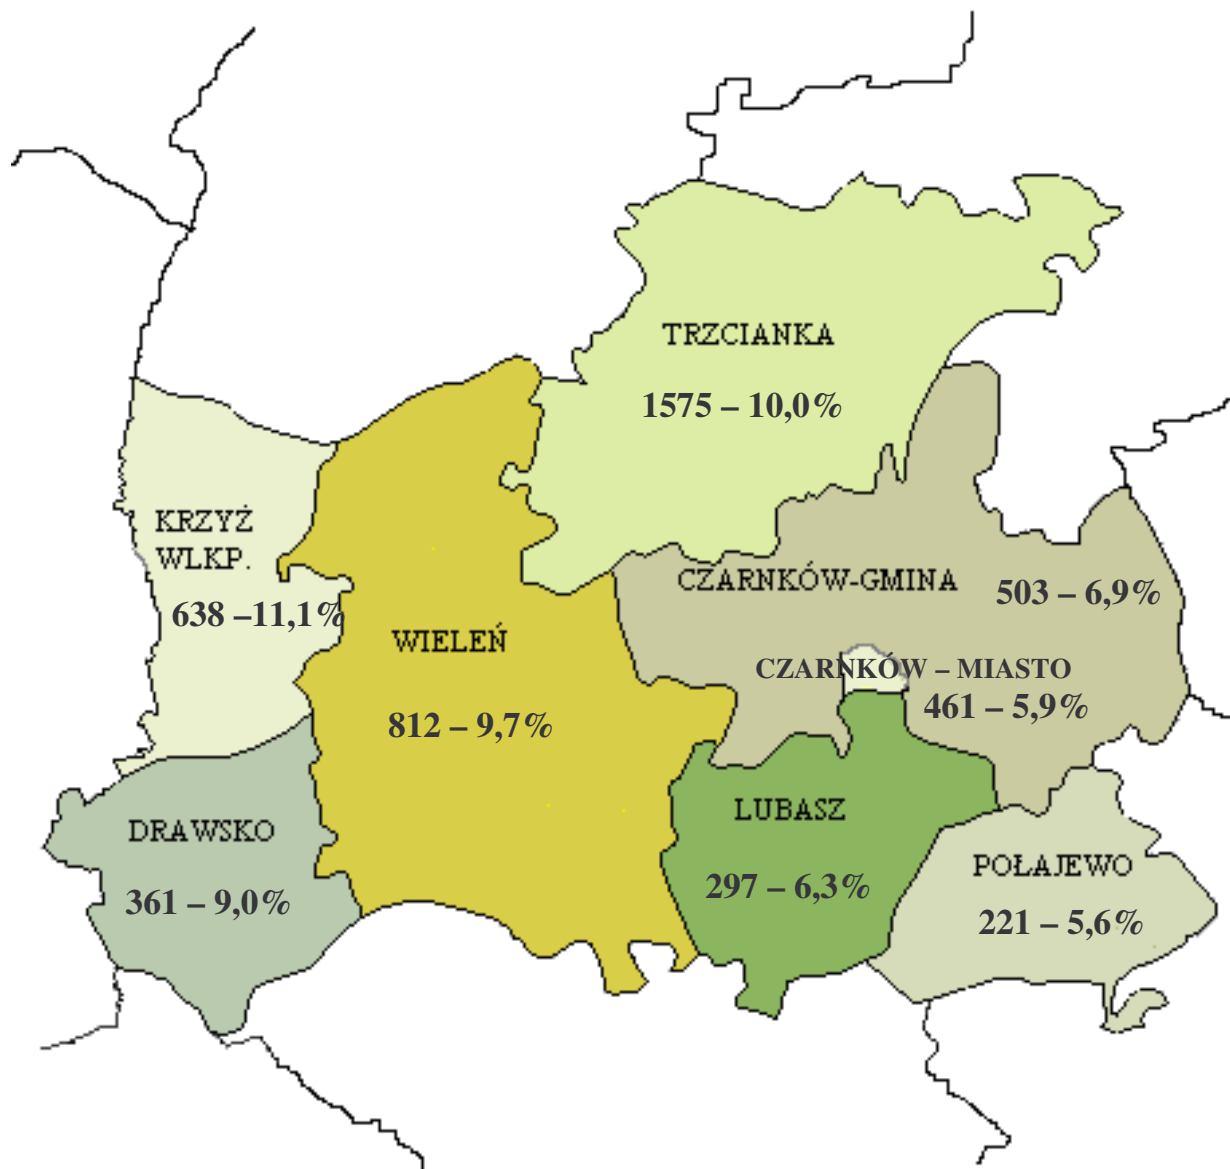 TRZCIANKA
1575 – 10,0%
KRZYŻ
WLKP.
638 –11,1%
WIELEŃ
812 – 9,7%
CZARNKÓW-GMINA
503 – 6,9%
CZARNKÓW – MIASTO
461 – 5,9%
DRAWSKO
361 – 9,0%
LUBASZ
297 – 6,3%
POŁAJEWO
221 – 5,6%